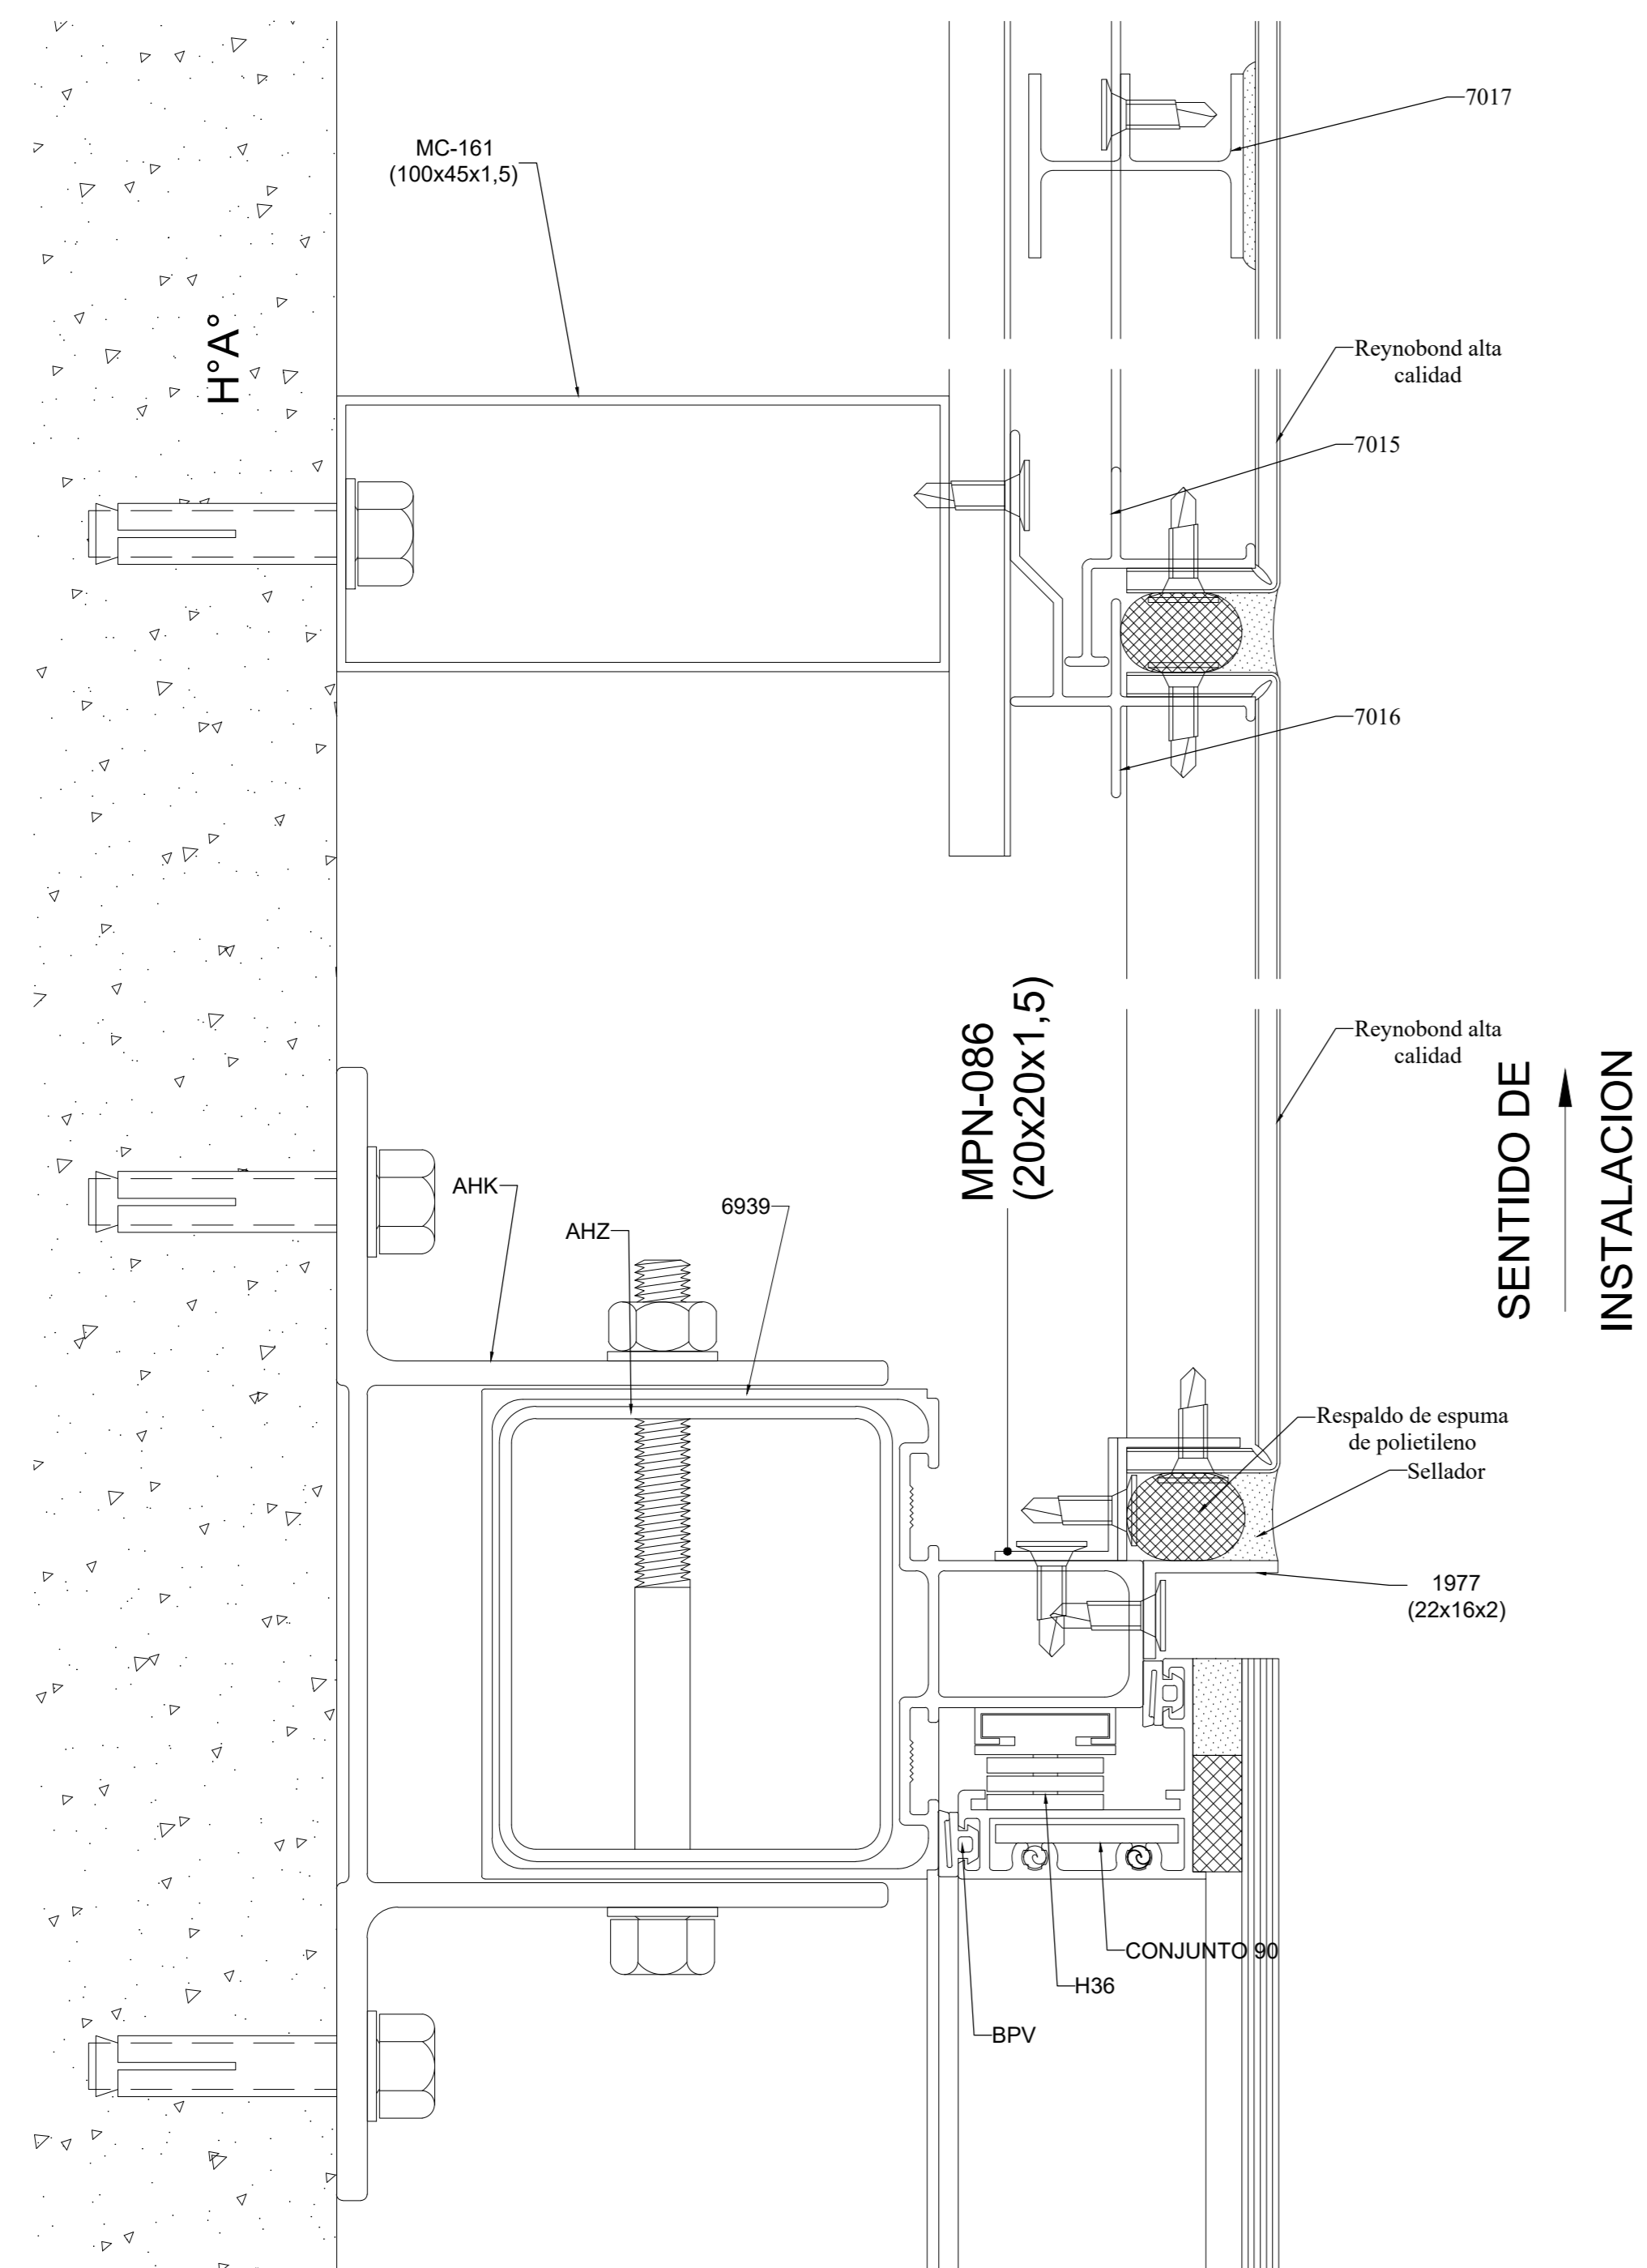 7017
MC-161
(100x45x1,5)
H°A°
Reynobond alta
calidad
7015
7016
MPN-086
(20x20x1,5)
Reynobond alta
calidad
SENTIDO DE
INSTALACION
AHK
6939
AHZ
Respaldo de espuma
de polietileno
Sellador
1977
(22x16x2)
CONJUNTO 90
H36
BPV